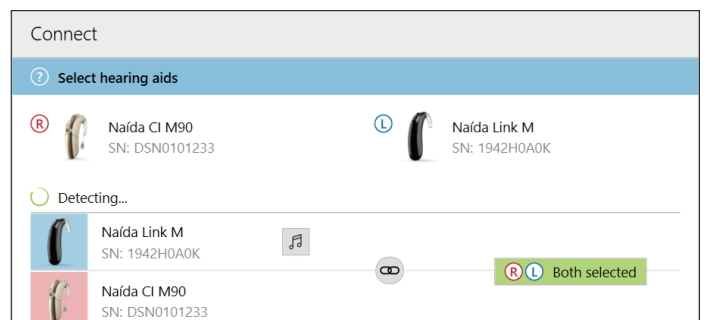 Connect
? Select hearing aids
R Naída CI M90
SN: DSN0101233
L Naída Link M
SN: 1942H0A0K
Detecting...
Naída Link M
SN: 1942H0A0K
R L Both selected
Naída CI M90
SN: DSN0101233